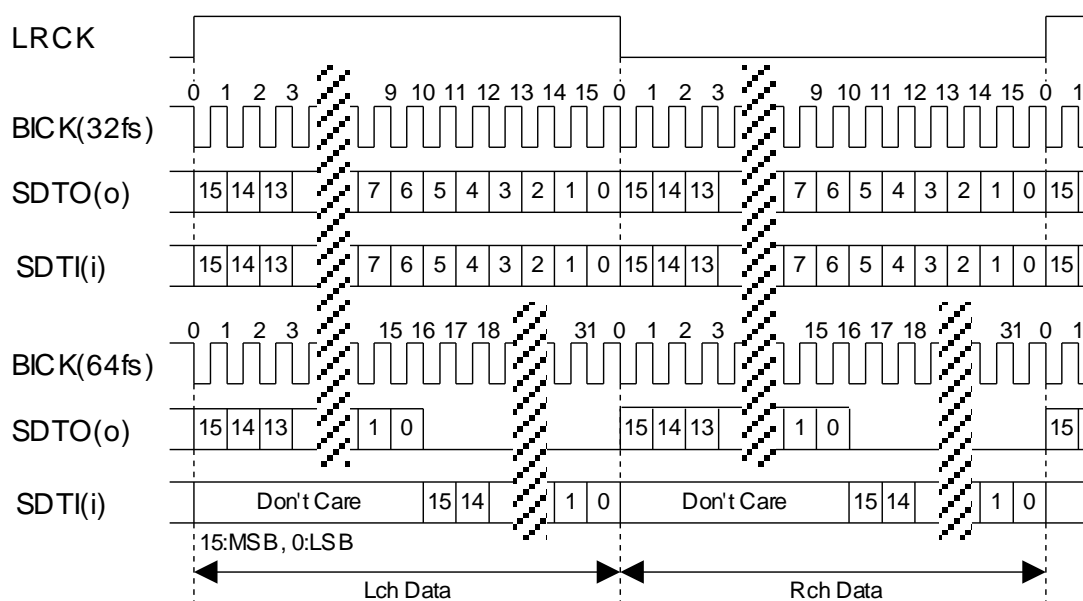 LRCK
0 1 2 3 9 10 11 12 13 14 15 0 1 2 3 9 10 11 12 13 14 15 0 1
BICK(32fs)
SDTO(o) 15 14 13 7 6 5 4 3 2 1 0 15 14 13 7 6 5 4 3 2 1 0 15
SDTI(i) 15 14 13 7 6 5 4 3 2 1 0 15 14 13 7 6 5 4 3 2 1 0 15
0 1 2 3 15 16 17 18 31 0 1 2 3 15 16 17 18 31 0 1
BICK(64fs)
SDTO(o) 15 14 13 1 0 15 14 13 1 0 15
SDTI(i) Don't Care 15 14 1 0 Don't Care 15 14 1 0
15:MSB, 0:LSB
Lch Data Rch Data